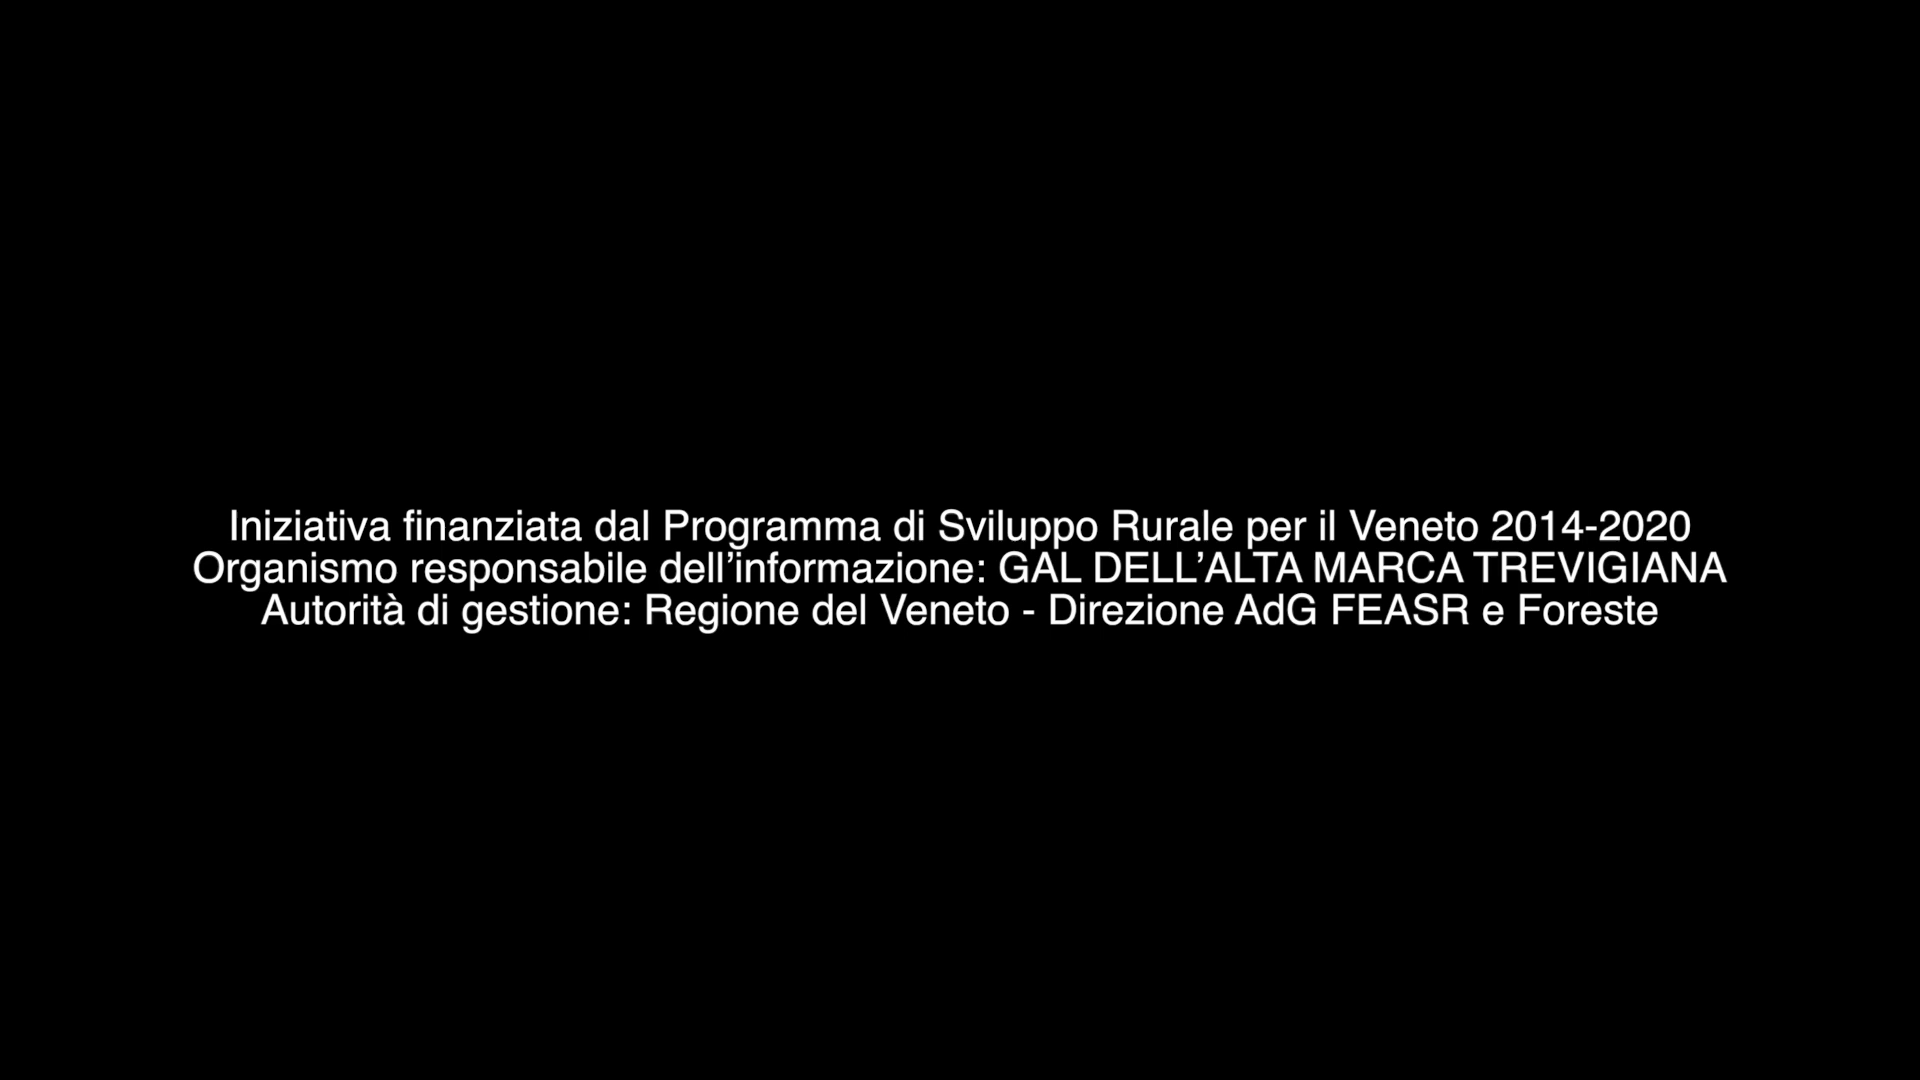 Iniziativa finanziata dal Programma di Sviluppo Rurale per il Veneto 2014-2020
Organismo responsabile dell’informazione: GAL DELL’ALTA MARCA TREVIGIANA
Autorità di gestione: Regione del Veneto - Direzione AdG FEASR e Foreste